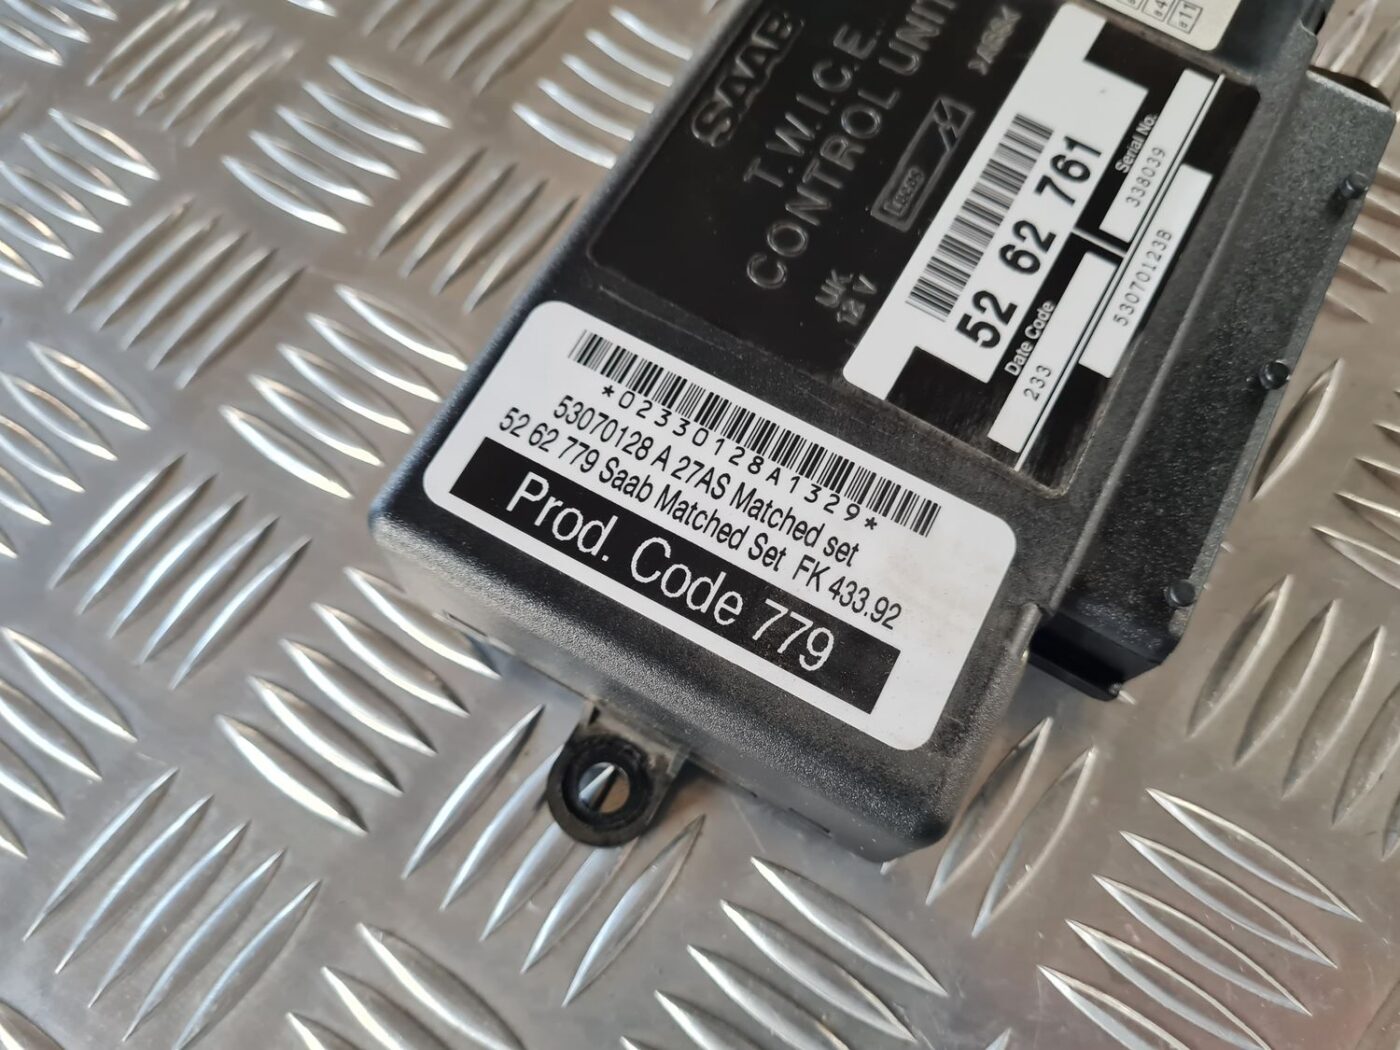 SAAB
T.W.I.C.E.
CONTROL UNIT
UK.
12 V
52 62 761
Date Code
233
Serial No.
338039
53070123B
*02330128A1329*
53070128 A 27AS Matched set
52 62 779 Saab Matched Set FK 433.92
Prod. Code 779